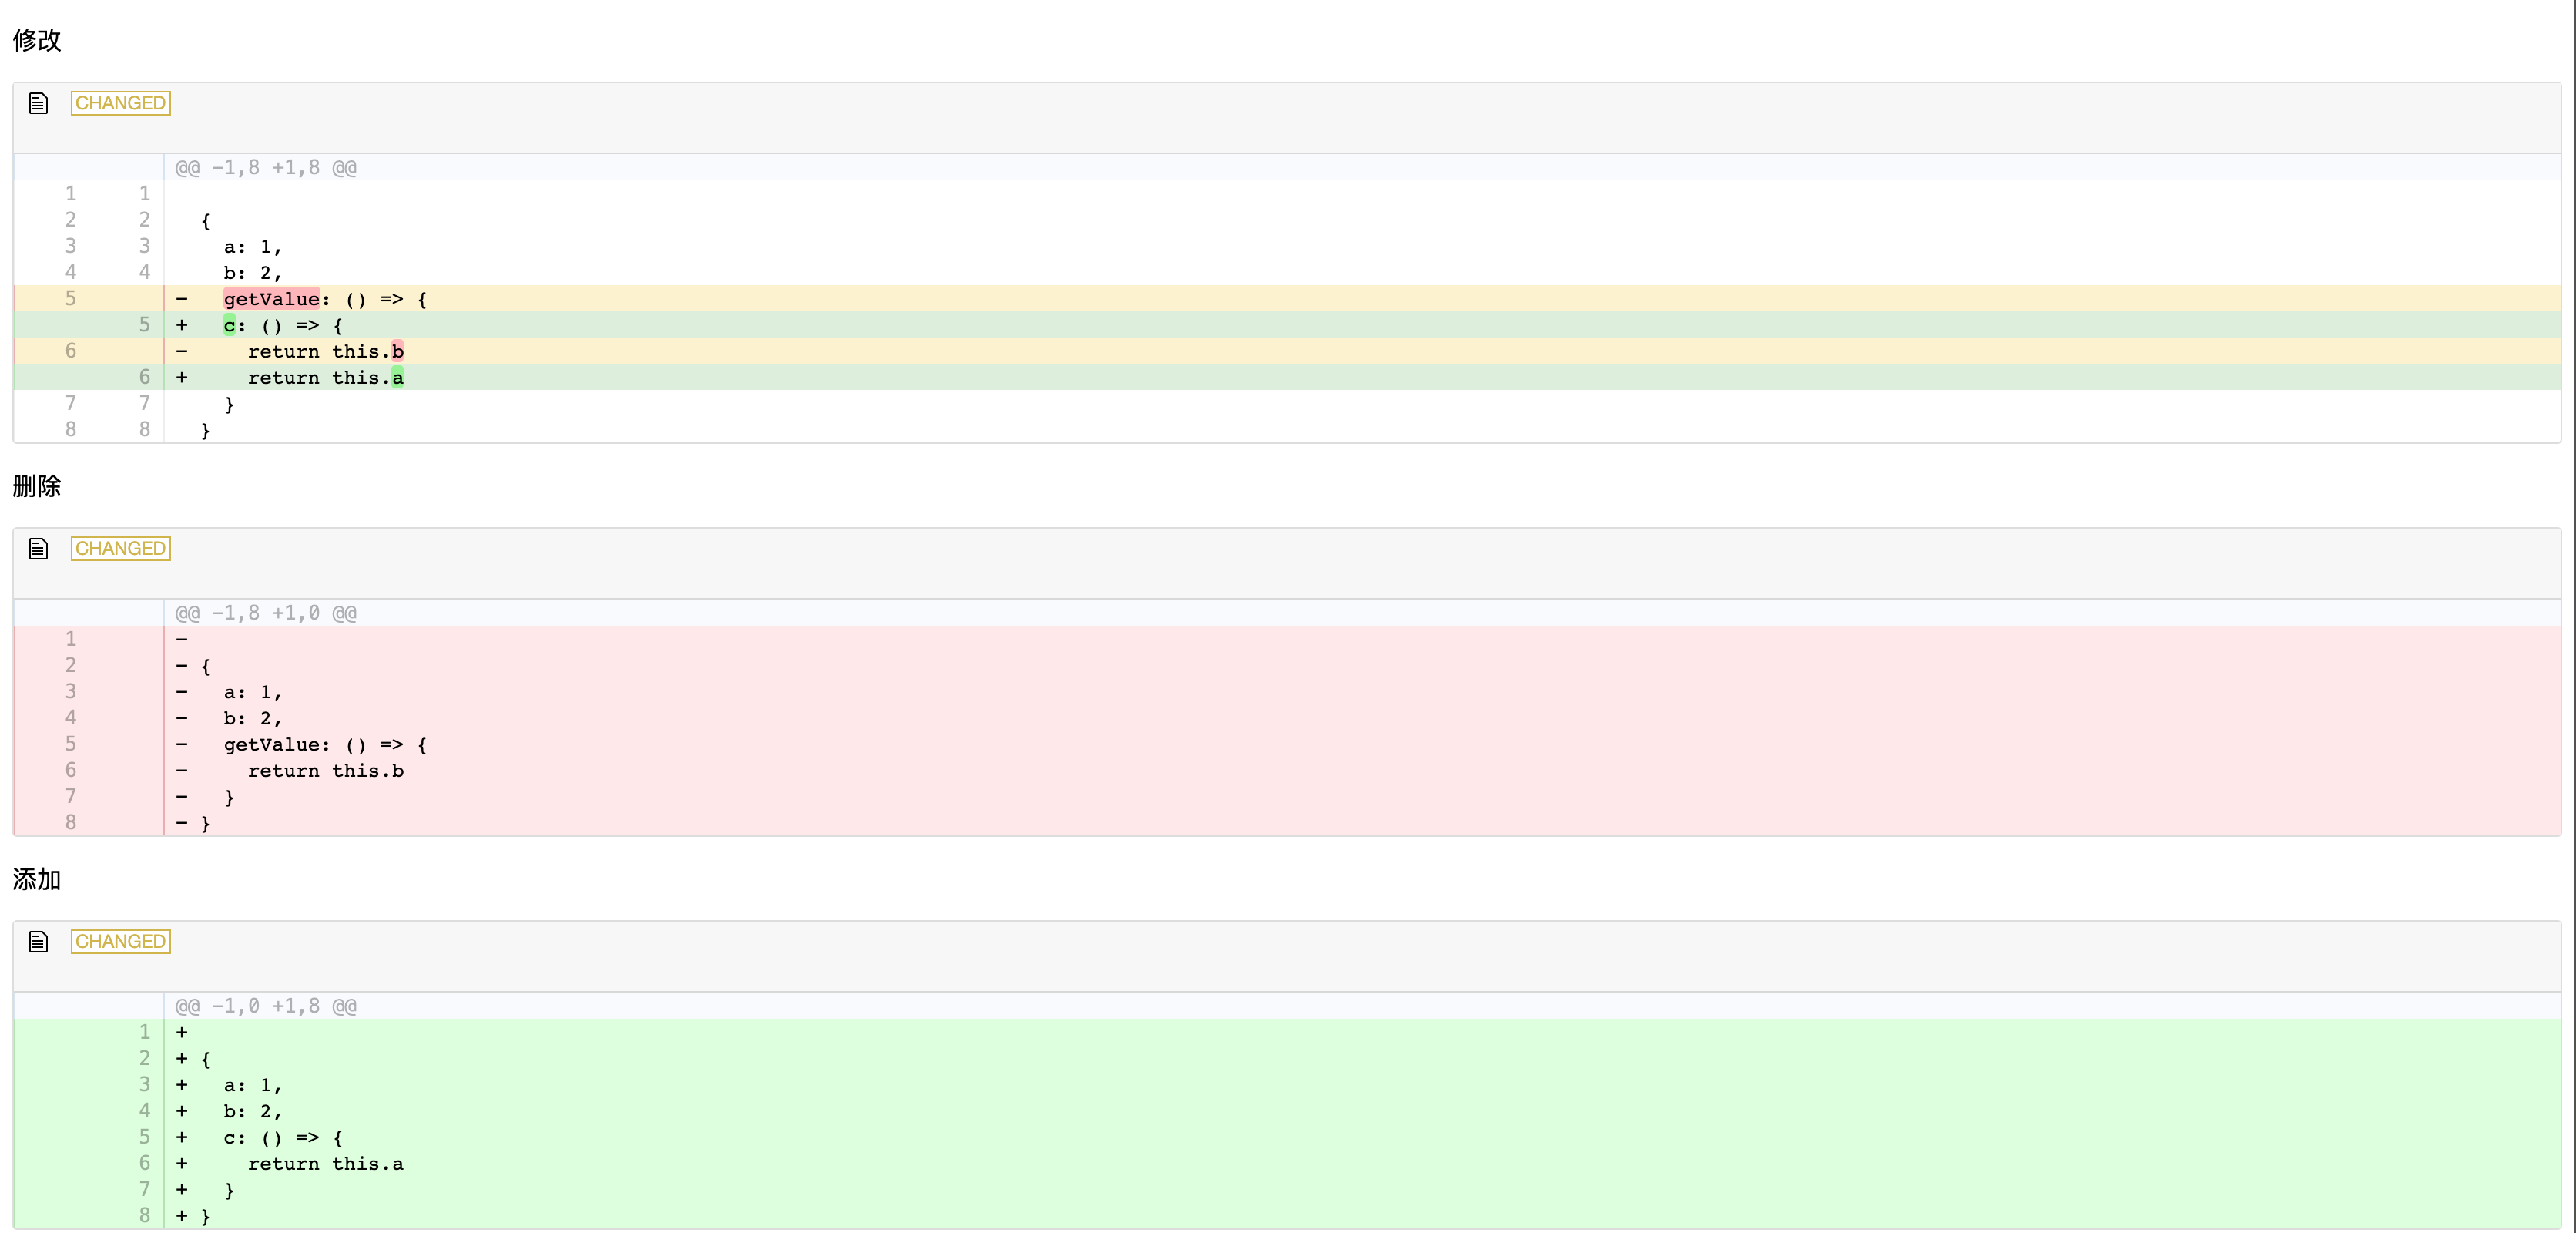 修改
CHANGED
@@ -1,8 +1,8 @@
1 1
2 2 {
3 3 a: 1,
4 4 b: 2,
5 - getValue: () => {
5 + c: () => {
6 - return this.b
6 + return this.a
7 7 }
8 8 }
删除
CHANGED
@@ -1,8 +1,0 @@
1 -
2 - {
3 - a: 1,
4 - b: 2,
5 - getValue: () => {
6 - return this.b
7 - }
8 - }
添加
CHANGED
@@ -1,0 +1,8 @@
1 +
2 + {
3 + a: 1,
4 + b: 2,
5 + c: () => {
6 + return this.a
7 + }
8 + }